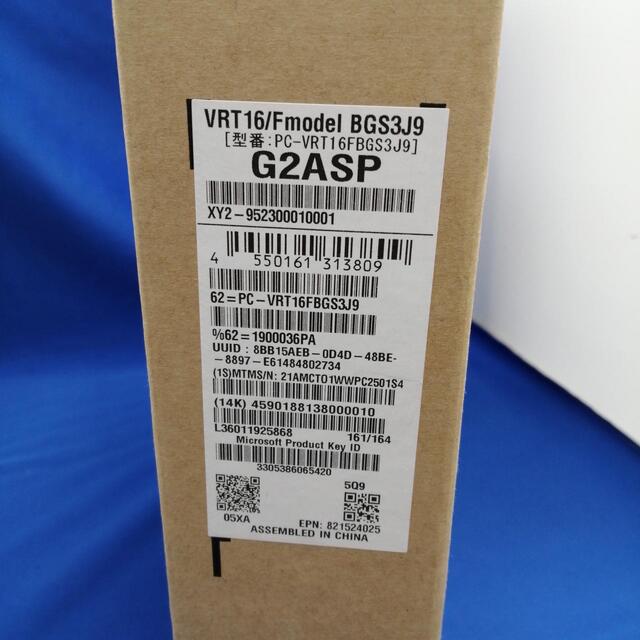 VRT16/Fmodel BGS3J9
[型番:PC-VRT16FBGS3J9]
G2ASP
XY2-952300010001
4 550161 313809
62=PC-VRT16FBGS3J9
%62=1900036PA
UUID : 8BB15AEB-0D4D-48BE-
-8897-E61484802734
(1S)MTMS/N: 21AMCTO1WWPC2501S4
(14K) 4590188138000010
L36011925868 161/164
Microsoft Product Key ID
3305386065420
5Q9
05XA
EPN: 821524025
ASSEMBLED IN CHINA